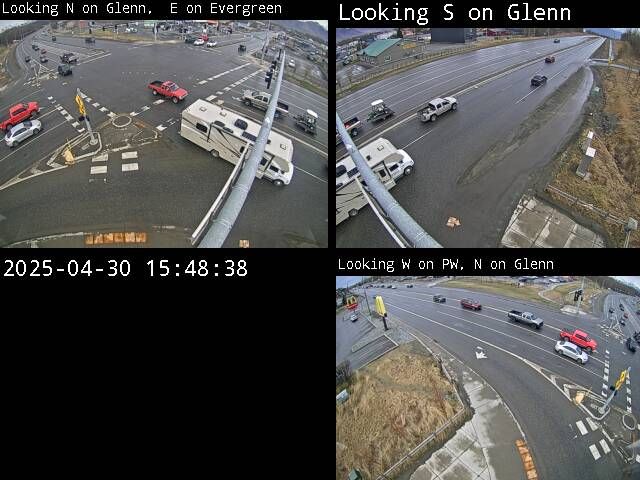 Looking N on Glenn,  E on Evergreen
Looking S on Glenn
2025-04-30 15:48:38
Looking W on PW, N on Glenn